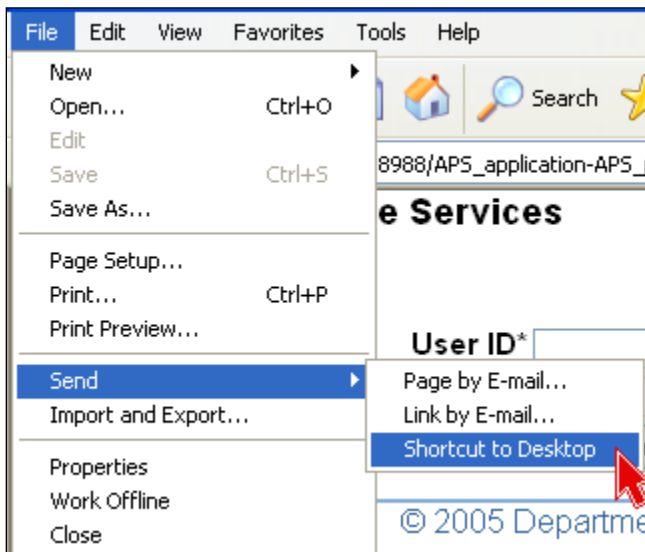 File Edit View Favorites Tools Help
New
Open... Ctrl+O
Edit
Save Ctrl+S
Save As...
Page Setup...
Print... Ctrl+P
Print Preview...
Send
Import and Export...
Properties
Work Offline
Close
Search
8988/APS_application-APS_
e Services
User ID*
Page by E-mail...
Link by E-mail...
Shortcut to Desktop
© 2005 Departme